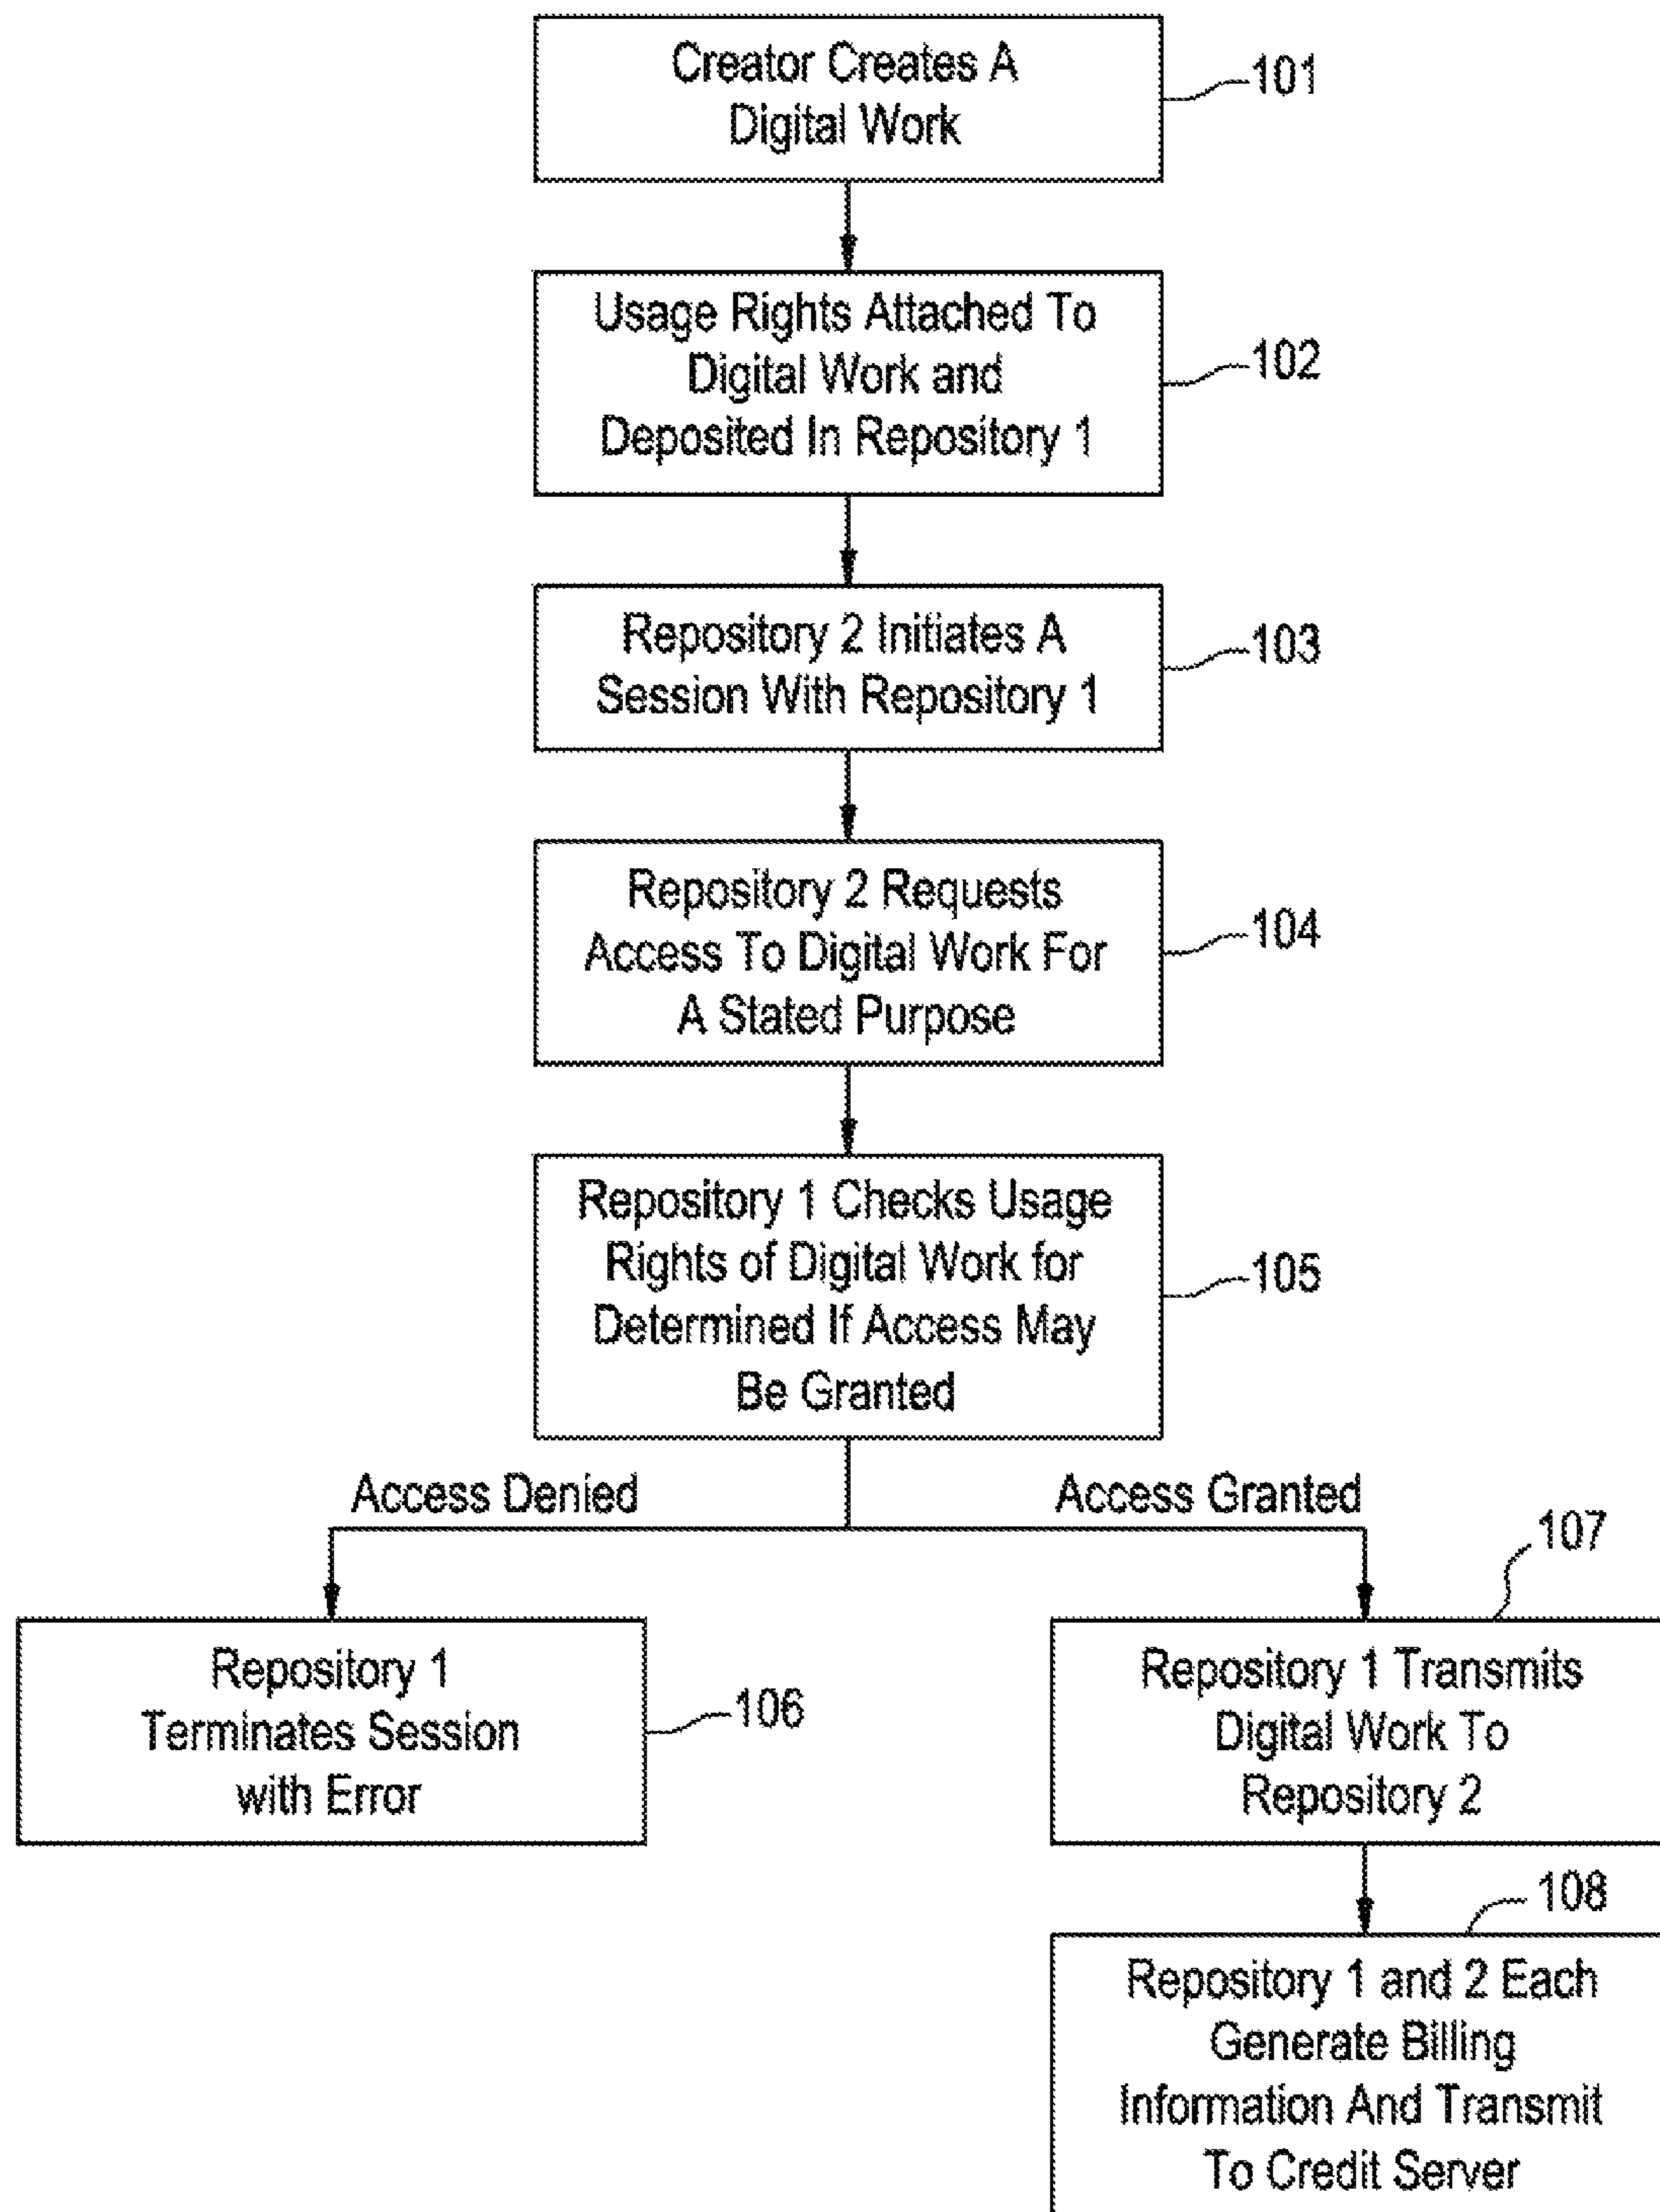 Creator Creates A
Digital Work
101
Usage Rights Attached To
Digital Work and
Deposited In Repository 1
102
Repository 2 Initiates A
Session With Repository 1
103
Repository 2 Requests
Access To Digital Work For
A Stated Purpose
104
Repository 1 Checks Usage
Rights of Digital Work for
Determined If Access May
Be Granted
105
Access Denied
Access Granted
Repository 1
Terminates Session
with Error
106
107
Repository 1 Transmits
Digital Work To
Repository 2
108
Repository 1 and 2 Each
Generate Billing
Information And Transmit
To Credit Server